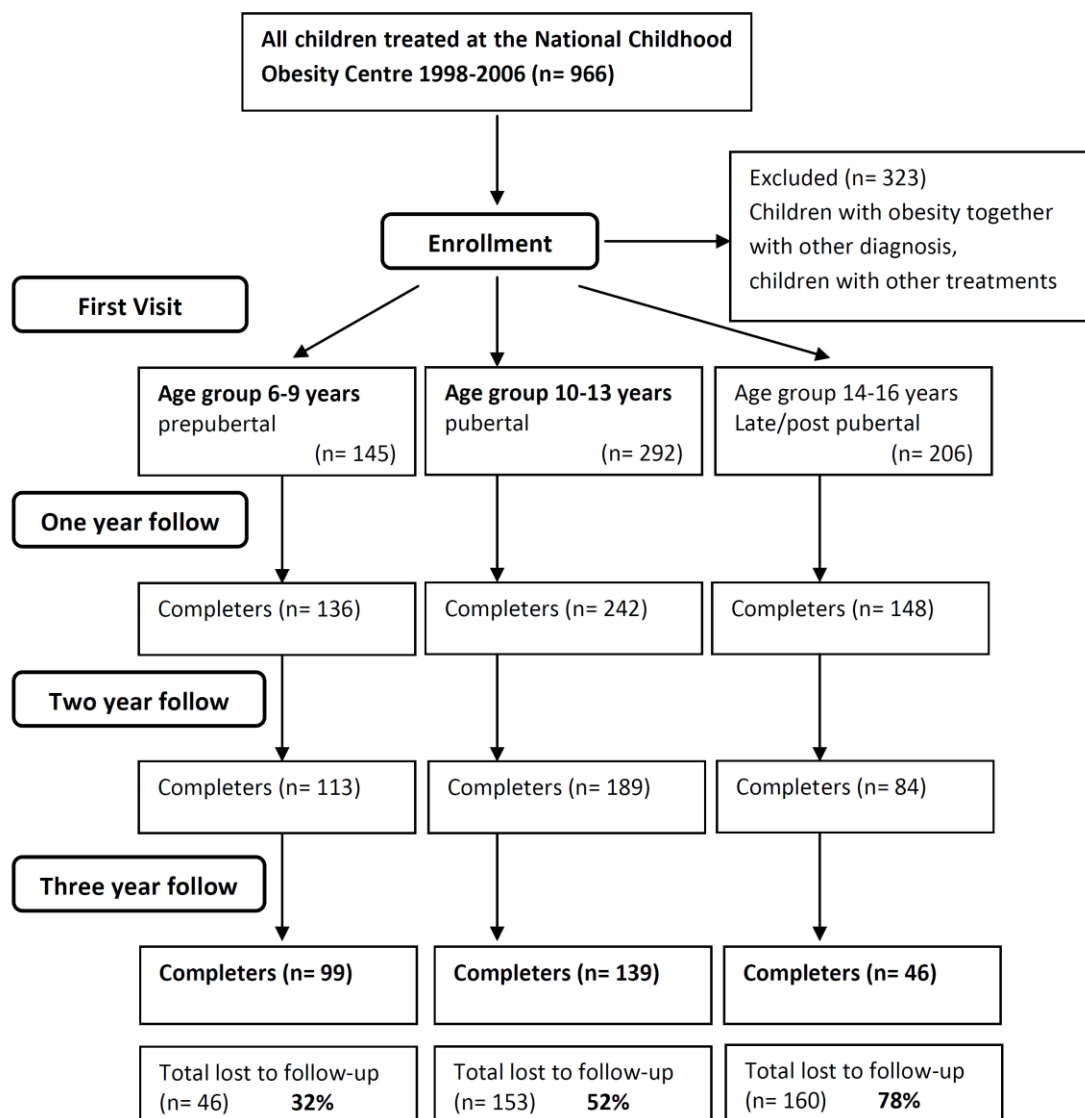 All children treated at the National Childhood
Obesity Centre 1998-2006 (n= 966)
Excluded (n= 323)
Children with obesity together
with other diagnosis,
children with other treatments
Enrollment
First Visit
Age group 6-9 years
prepubertal
(n= 145)
Age group 10-13 years
pubertal
(n= 292)
Age group 14-16 years
Late/post pubertal
(n= 206)
One year follow
Completers (n= 136)
Completers (n= 242)
Completers (n= 148)
Two year follow
Completers (n= 113)
Completers (n= 189)
Completers (n= 84)
Three year follow
Completers (n= 99)
Completers (n= 139)
Completers (n= 46)
Total lost to follow-up
(n= 46) 32%
Total lost to follow-up
(n= 153) 52%
Total lost to follow-up
(n= 160) 78%